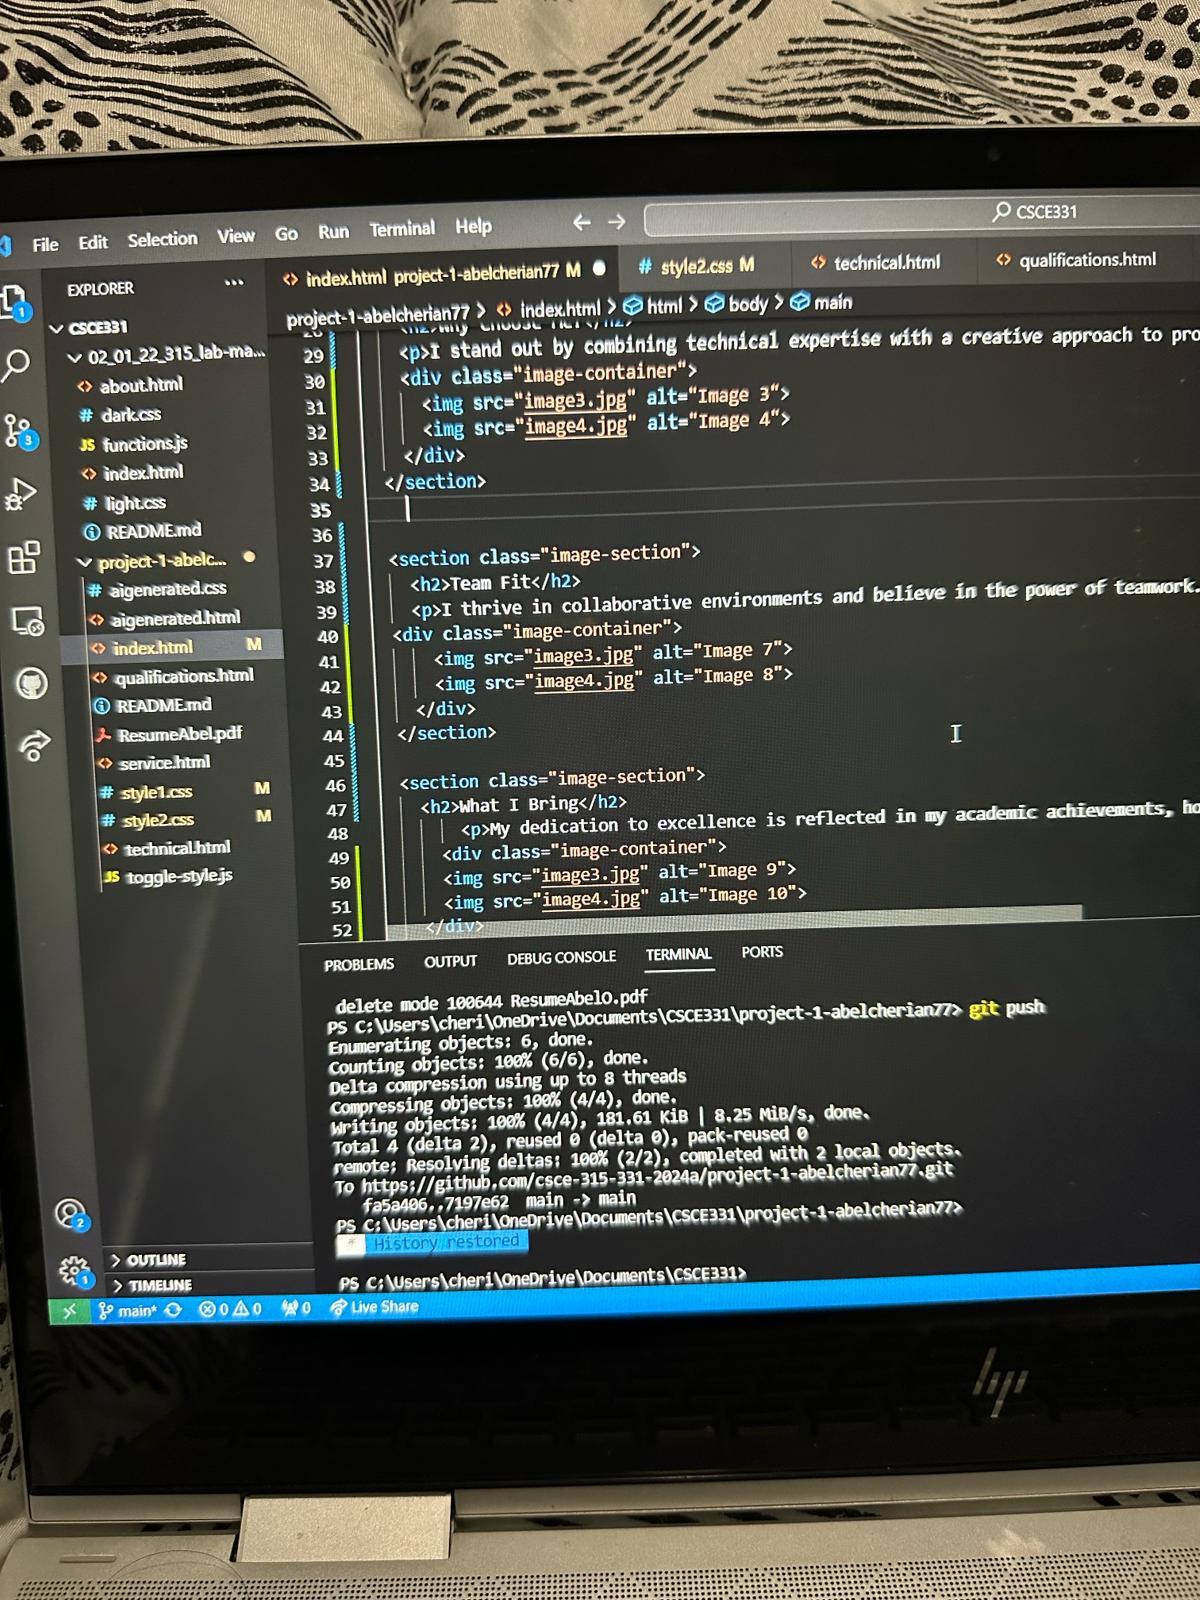 File Edit Selection View Go Run Terminal Help ← → CSCE331
EXPLORER ...
index.html project-1-abelcherian77 M ● # style2.css M technical.html qualifications.html
project-1-abelcherian77 > index.html > html > body > main
CSCE331
02_01_22_315_lab-ma...
about.html
# dark.css
JS functions.js
index.html
# light.css
README.md
project-1-abelc...
# aigenerated.css
aigenerated.html
index.html M
qualifications.html
README.md
ResumeAbel.pdf
service.html
# style1.css M
# style2.css M
technical.html
JS toggle-style.js
OUTLINE
TIMELINE
1
3
2
1
29 <p>I stand out by combining technical expertise with a creative approach to pro
30 <div class="image-container">
31 <img src="image3.jpg" alt="Image 3">
32 <img src="image4.jpg" alt="Image 4">
33 </div>
34 </section>
35
36
37 <section class="image-section">
38 <h2>Team Fit</h2>
39 <p>I thrive in collaborative environments and believe in the power of teamwork.
40 <div class="image-container">
41 <img src="image3.jpg" alt="Image 7">
42 <img src="image4.jpg" alt="Image 8">
43 </div>
44 </section>
45
46 <section class="image-section">
47 <h2>What I Bring</h2>
48 <p>My dedication to excellence is reflected in my academic achievements, ho
49 <div class="image-container">
50 <img src="image3.jpg" alt="Image 9">
51 <img src="image4.jpg" alt="Image 10">
52 </div>
PROBLEMS OUTPUT DEBUG CONSOLE TERMINAL PORTS
delete mode 100644 ResumeAbelO.pdf
PS C:\Users\cheri\OneDrive\Documents\CSCE331\project-1-abelcherian77> git push
Enumerating objects: 6, done.
Counting objects: 100% (6/6), done.
Delta compression using up to 8 threads
Compressing objects: 100% (4/4), done.
Writing objects: 100% (4/4), 181.61 KiB | 8.25 MiB/s, done.
Total 4 (delta 2), reused 0 (delta 0), pack-reused 0
remote: Resolving deltas: 100% (2/2), completed with 2 local objects.
To https://github.com/csce-315-331-2024a/project-1-abelcherian77.git
fa5a406..7197e62 main -> main
PS C:\Users\cheri\OneDrive\Documents\CSCE331\project-1-abelcherian77>
* History restored
PS C:\Users\cheri\OneDrive\Documents\CSCE331>
main* 0 0 0 Live Share
hp